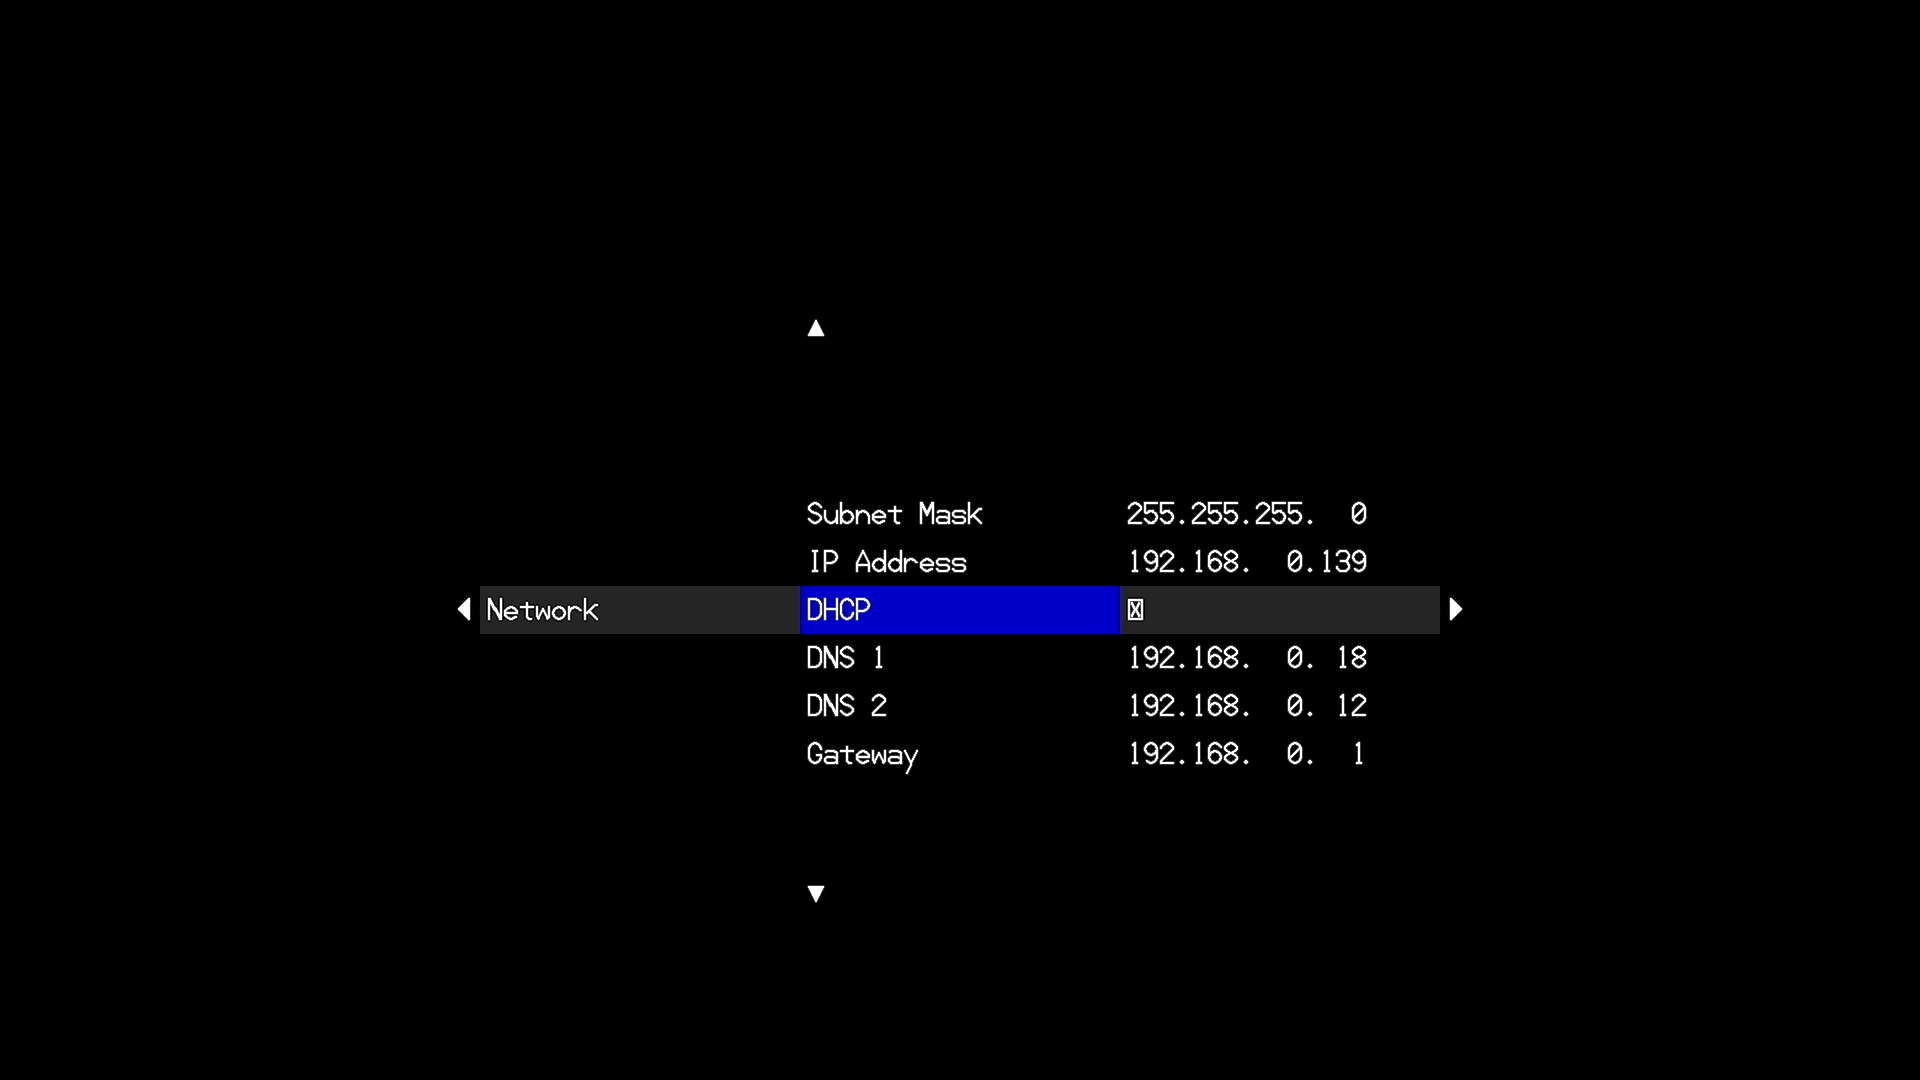 Subnet Mask 255.255.255.  0
IP Address 192.168.  0.139
Network DHCP ☒
DNS 1 192.168.  0. 18
DNS 2 192.168.  0. 12
Gateway 192.168.  0.  1